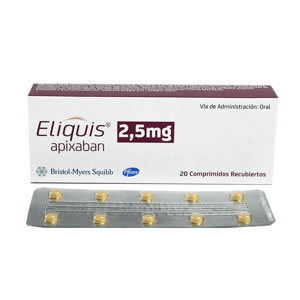 Vía de Administración: Oral
Eliquis® 2,5mg
apixaban
Bristol-Myers Squibb
Pfizer
20 Comprimidos Recubiertos